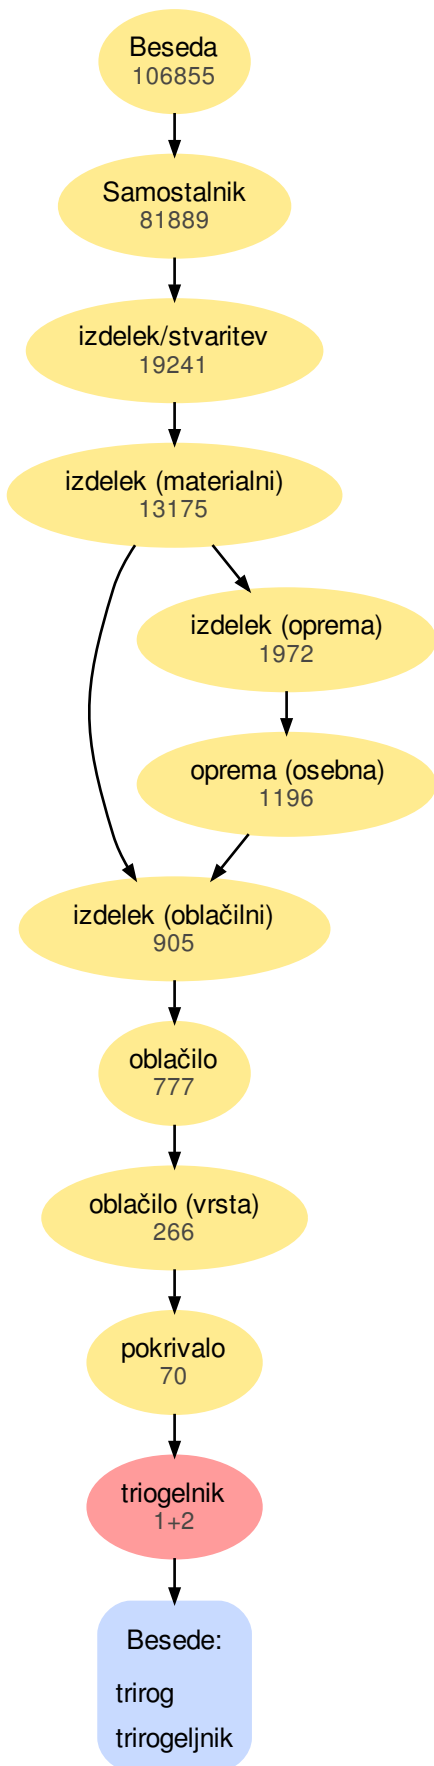 Beseda
106855
Samostalnik
81889
izdelek/stvaritev
19241
izdelek (materialni)
13175
izdelek (oprema)
1972
oprema (osebna)
1196
izdelek (oblačilni)
905
oblačilo
777
oblačilo (vrsta)
266
pokrivalo
70
triogelnik
1+2
Besede:
trirog
trirogeljnik